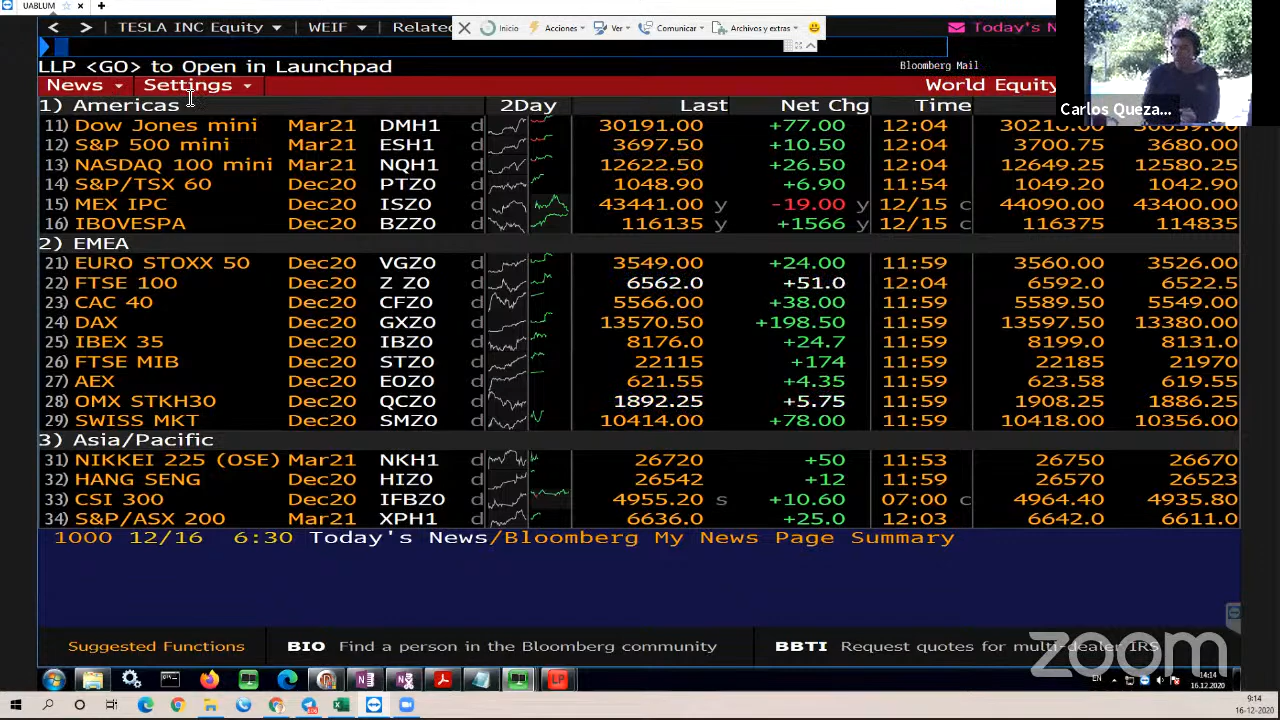 UABLUM
TESLA INC Equity WEIF Relate
Inicio Acciones Ver Comunicar Archivos y extras
Today's N
LLP <GO> to Open in Launchpad Bloomberg Mail
News Settings World Equity
Carlos Queza...
1) Americas 2Day Last Net Chg Time
11) Dow Jones mini Mar21 DMH1 d 30191.00 +77.00 12:04
12) S&P 500 mini Mar21 ESH1 d 3697.50 +10.50 12:04 3700.75 3680.00
13) NASDAQ 100 mini Mar21 NQH1 d 12622.50 +26.50 12:04 12649.25 12580.25
14) S&P/TSX 60 Dec20 PTZ0 d 1048.90 +6.90 11:54 1049.20 1042.90
15) MEX IPC Dec20 ISZ0 d 43441.00 y -19.00 y 12/15 c 44090.00 43400.00
16) IBOVESPA Dec20 BZZ0 d 116135 y +1566 y 12/15 c 116375 114835
2) EMEA
21) EURO STOXX 50 Dec20 VGZ0 d 3549.00 +24.00 11:59 3560.00 3526.00
22) FTSE 100 Dec20 Z Z0 d 6562.0 +51.0 12:04 6592.0 6522.5
23) CAC 40 Dec20 CFZ0 d 5566.00 +38.00 11:59 5589.50 5549.00
24) DAX Dec20 GXZ0 d 13570.50 +198.50 11:59 13597.50 13380.00
25) IBEX 35 Dec20 IBZ0 d 8176.0 +24.7 11:59 8199.0 8131.0
26) FTSE MIB Dec20 STZ0 d 22115 +174 11:59 22185 21970
27) AEX Dec20 EOZ0 d 621.55 +4.35 11:59 623.58 619.55
28) OMX STKH30 Dec20 QCZ0 d 1892.25 +5.75 11:59 1908.25 1886.25
29) SWISS MKT Dec20 SMZ0 d 10414.00 +78.00 11:59 10418.00 10356.00
3) Asia/Pacific
31) NIKKEI 225 (OSE) Mar21 NKH1 d 26720 +50 11:53 26750 26670
32) HANG SENG Dec20 HIZ0 d 26542 +12 11:59 26570 26523
33) CSI 300 Dec20 IFBZ0 d 4955.20 s +10.60 07:00 c 4964.40 4935.80
34) S&P/ASX 200 Mar21 XPH1 d 6636.0 +25.0 12:03 6642.0 6611.0
1000 12/16 6:30 Today's News/Bloomberg My News Page Summary
Suggested Functions BIO Find a person in the Bloomberg community BBTI Request quotes for multi-dealer IRS
zoom
EN 14:14
16.12.2020
9:14
16-12-2020